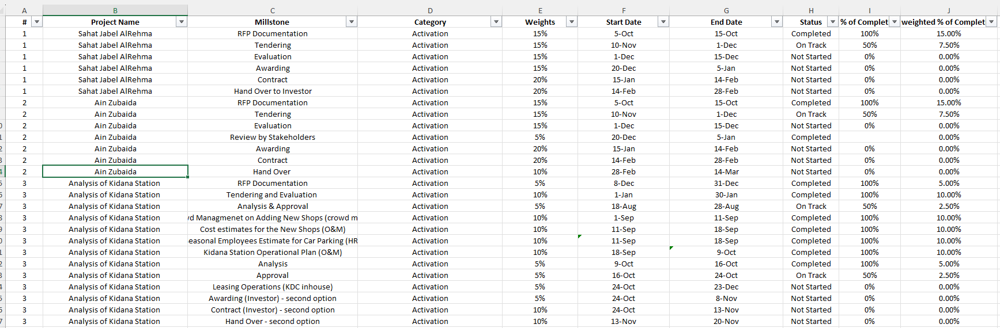 A B C D E F G H I J
# Project Name Millstone Category Weights Start Date End Date Status % of Complet weighted % of Complet
1 Sahat Jabel AlRehma RFP Documentation Activation 15% 5-Oct 15-Oct Completed 100% 15.00%
1 Sahat Jabel AlRehma Tendering Activation 15% 10-Nov 1-Dec On Track 50% 7.50%
1 Sahat Jabel AlRehma Evaluation Activation 15% 1-Dec 15-Dec Not Started 0% 0.00%
1 Sahat Jabel AlRehma Awarding Activation 15% 20-Dec 5-Jan Not Started 0% 0.00%
1 Sahat Jabel AlRehma Contract Activation 20% 15-Jan 14-Feb Not Started 0% 0.00%
1 Sahat Jabel AlRehma Hand Over to Investor Activation 20% 14-Feb 28-Feb Not Started 0% 0.00%
2 Ain Zubaida RFP Documentation Activation 15% 5-Oct 15-Oct Completed 100% 15.00%
2 Ain Zubaida Tendering Activation 15% 10-Nov 1-Dec On Track 50% 7.50%
2 Ain Zubaida Evaluation Activation 15% 1-Dec 15-Dec Not Started 0% 0.00%
2 Ain Zubaida Review by Stakeholders Activation 5% 20-Dec 5-Jan Completed 0.00%
2 Ain Zubaida Awarding Activation 20% 15-Jan 14-Feb Not Started 0% 0.00%
2 Ain Zubaida Contract Activation 20% 14-Feb 28-Feb Not Started 0% 0.00%
2 Ain Zubaida Hand Over Activation 10% 28-Feb 14-Mar Not Started 0% 0.00%
3 Analysis of Kidana Station RFP Documentation Activation 5% 8-Dec 31-Dec Completed 100% 5.00%
3 Analysis of Kidana Station Tendering and Evaluation Activation 10% 1-Jan 30-Jan Completed 100% 10.00%
3 Analysis of Kidana Station Analysis & Approval Activation 5% 18-Aug 28-Aug On Track 50% 2.50%
3 Analysis of Kidana Station d Managmenet on Adding New Shops (crowd m Activation 10% 1-Sep 11-Sep Completed 100% 10.00%
3 Analysis of Kidana Station Cost estimates for the New Shops (O&M) Activation 10% 11-Sep 18-Sep Completed 100% 10.00%
3 Analysis of Kidana Station easonal Employees Estimate for Car Parking (HR Activation 10% 11-Sep 18-Sep Completed 100% 10.00%
3 Analysis of Kidana Station Kidana Station Operational Plan (O&M) Activation 10% 18-Sep 9-Oct Completed 100% 10.00%
3 Analysis of Kidana Station Analysis Activation 5% 9-Oct 16-Oct Completed 100% 5.00%
3 Analysis of Kidana Station Approval Activation 5% 16-Oct 24-Oct On Track 50% 2.50%
3 Analysis of Kidana Station Leasing Operations (KDC inhouse) Activation 5% 24-Oct 23-Dec Not Started 0% 0.00%
3 Analysis of Kidana Station Awarding (Investor) - second option Activation 5% 24-Oct 8-Nov Not Started 0% 0.00%
3 Analysis of Kidana Station Contract (Investor) - second option Activation 10% 24-Oct 13-Nov Not Started 0% 0.00%
3 Analysis of Kidana Station Hand Over - second option Activation 10% 13-Nov 20-Nov Not Started 0% 0.00%